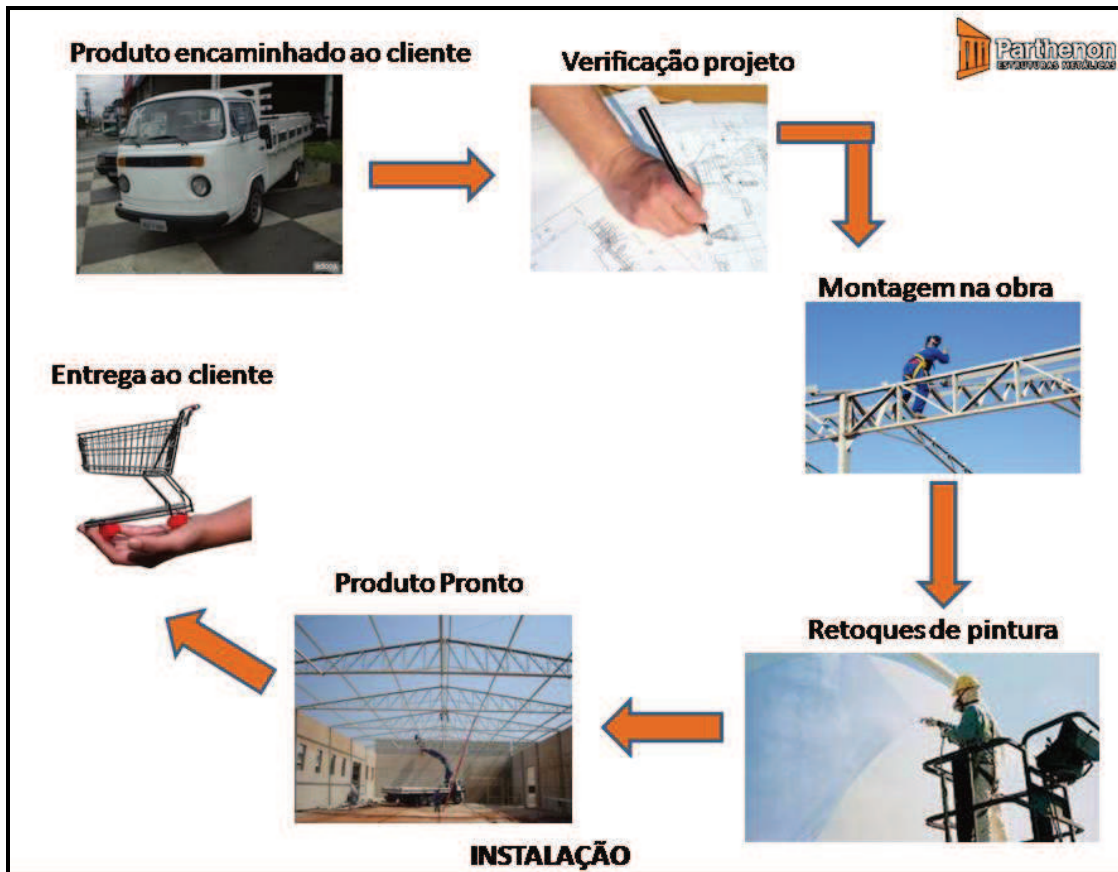 Produto encaminhado ao cliente
Verificação projeto
Parthenon
ESTRUTURAS METÁLICAS
Montagem na obra
Entrega ao cliente
Produto Pronto
Retoques de pintura
INSTALAÇÃO